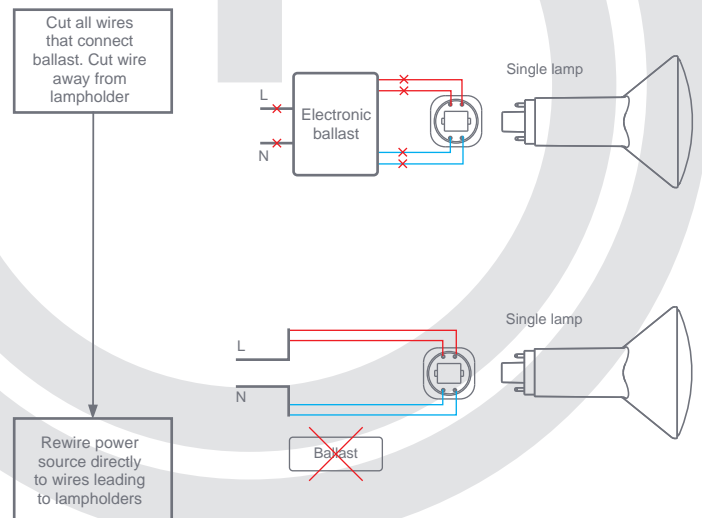 Cut all wires
that connect
ballast. Cut wire
away from
lampholder
L
N
Electronic
ballast
Single lamp
L
N
Single lamp
Ballast
Rewire power
source directly
to wires leading
to lampholders